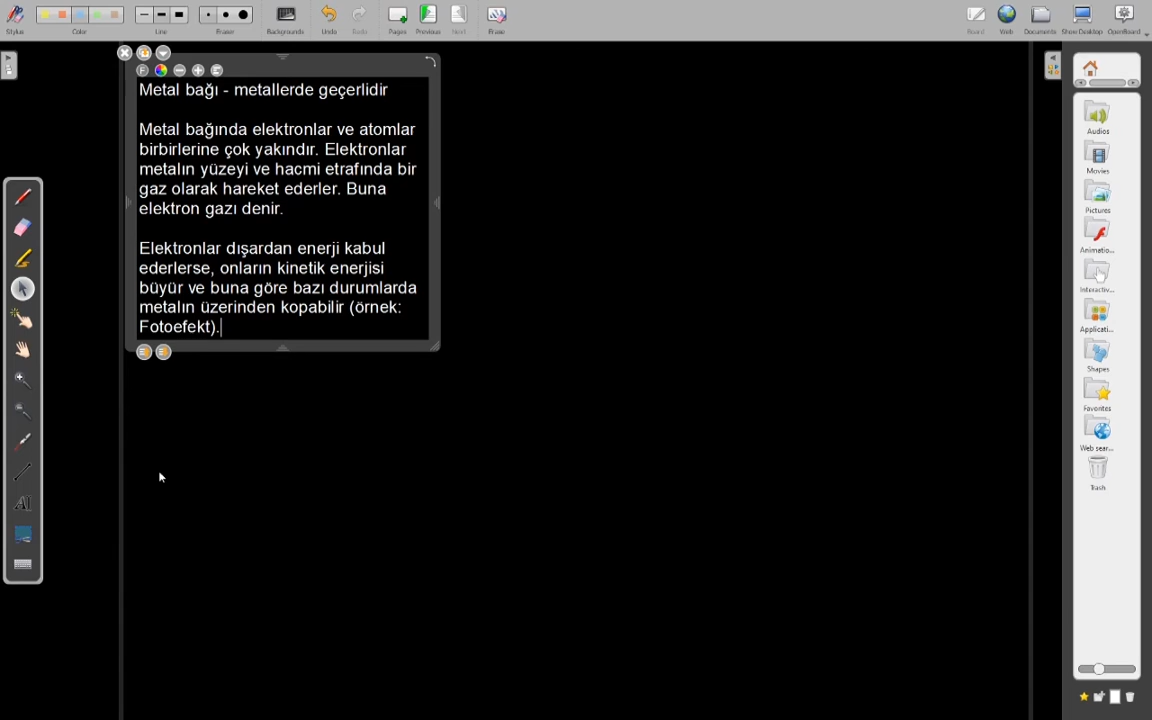 Stylus
Color
Line
Eraser
Backgrounds
Undo
Redo
Pages
Previous
Next
Erase
Board
Web
Documents
Show Desktop
OpenBoard
Metal bağı - metallerde geçerlidir
Metal bağında elektronlar ve atomlar
birbirlerine çok yakındır. Elektronlar
metalın yüzeyi ve hacmi etrafında bir
gaz olarak hareket ederler. Buna
elektron gazı denir.
Elektronlar dışardan enerji kabul
ederlerse, onların kinetik enerjisi
büyür ve buna göre bazı durumlarda
metalın üzerinden kopabilir (örnek:
Fotoefekt).
Audios
Movies
Pictures
Animatio...
Interactiv...
Applicati...
Shapes
Favorites
Web sear...
Trash